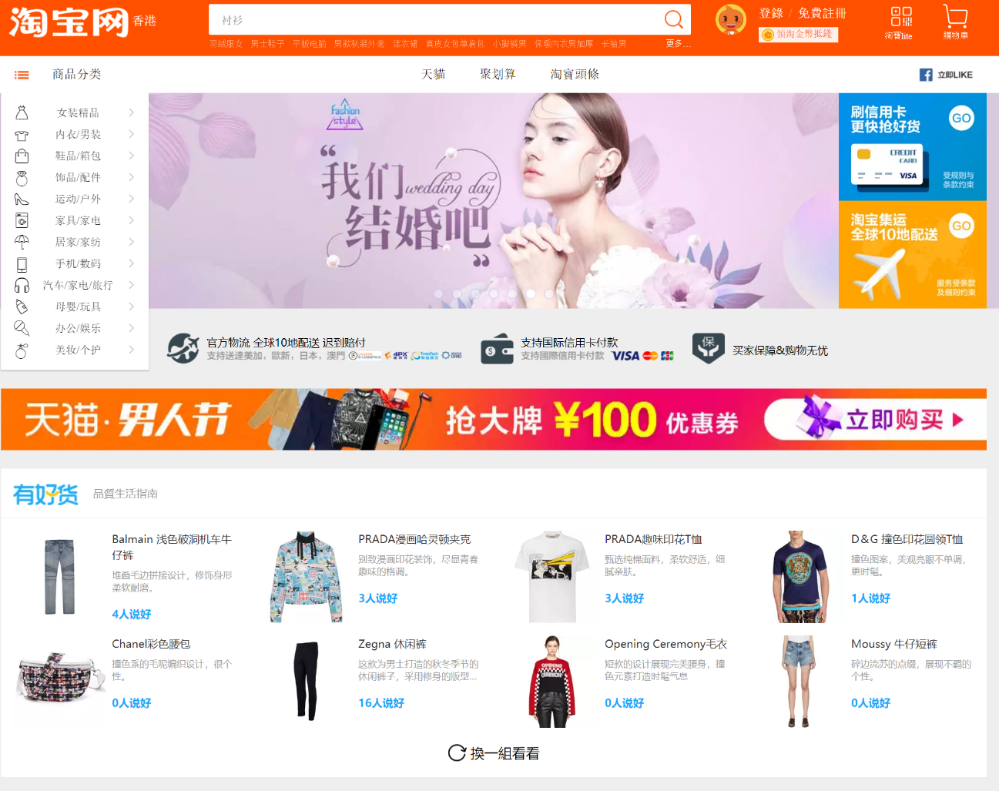 淘宝网 香港
衬衫
羽绒服女 男士鞋子 平板电脑 男款秋装外套 连衣裙 真皮女包单肩包 小脚裤男 保暖内衣男加厚 长袖男 更多...
登錄 / 免費註冊
領淘金幣抵錢
淘寶lite
購物車
商品分类
天貓 聚划算 淘寶頭條
立即LIKE
女装精品
内衣/男装
鞋品/箱包
饰品/配件
运动/户外
家具/家电
居家/家纺
手机/数码
汽车/家电/旅行
母婴/玩具
办公/娱乐
美妆/个护
fashion
style
“我们
wedding day
结婚吧”
刷信用卡
更快抢好货
GO
CREDIT
CARD
VISA
受规则与
条款约束
淘宝集运
全球10地配送
GO
服务受条款
及细则约束
官方物流 全球10地配送 迟到赔付
支持送達美加，歐新，日本，澳門
4PX
支持国际信用卡付款
支持國際信用卡付款 VISA JCB
保
买家保障&购物无忧
天猫·男人节 抢大牌 ¥100 优惠券 立即购买
有好货 品質生活指南
Balmain 浅色破洞机车牛
仔裤
堆叠毛边拼接设计，修饰身形
柔软耐磨。
4人说好
PRADA漫画哈灵顿夹克
别致漫画印花装饰，尽显青春
趣味的格调。
3人说好
PRADA趣味印花T恤
甄选纯棉面料，柔软舒适，细
腻亲肤。
3人说好
D&G 撞色印花圆领T恤
撞色图案，美观亮眼不单调，
更时髦。
1人说好
Chanel彩色腰包
撞色系的毛呢编织设计，很个
性。
0人说好
Zegna 休闲裤
这款为男士打造的秋冬季节的
休闲裤子，采用修身的版型...
16人说好
OPENING
CEREMONY
Opening Ceremony毛衣
短款的设计展现完美腰身，撞
色元素打造时髦气息
0人说好
Moussy 牛仔短裤
碎边流苏的点缀，展现不羁的
个性。
0人说好
換一組看看